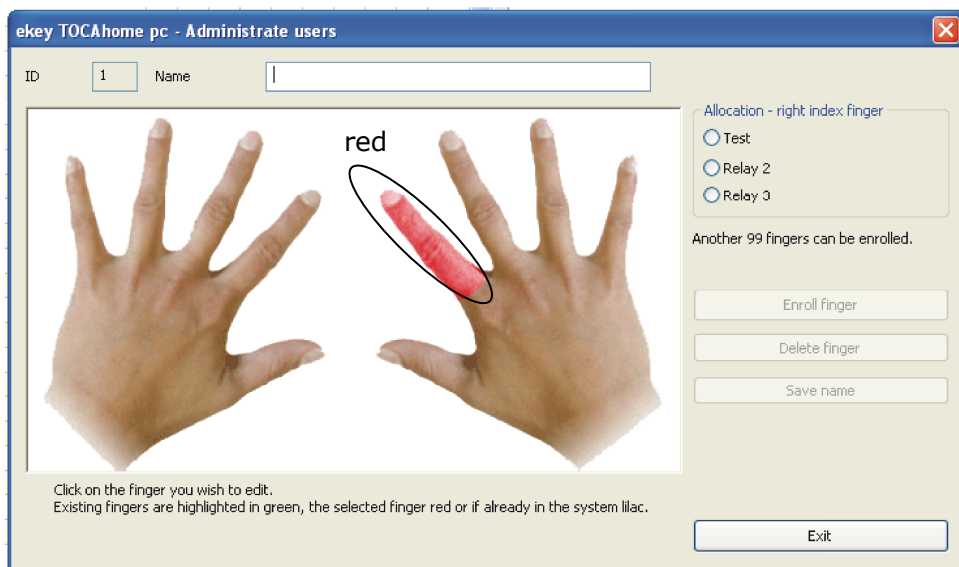 ekey TOCAhome pc - Administrate users
ID 1 Name
red
Allocation - right index finger
Test
Relay 2
Relay 3
Another 99 fingers can be enrolled.
Enroll finger
Delete finger
Save name
Click on the finger you wish to edit.
Existing fingers are highlighted in green, the selected finger red or if already in the system lilac.
Exit